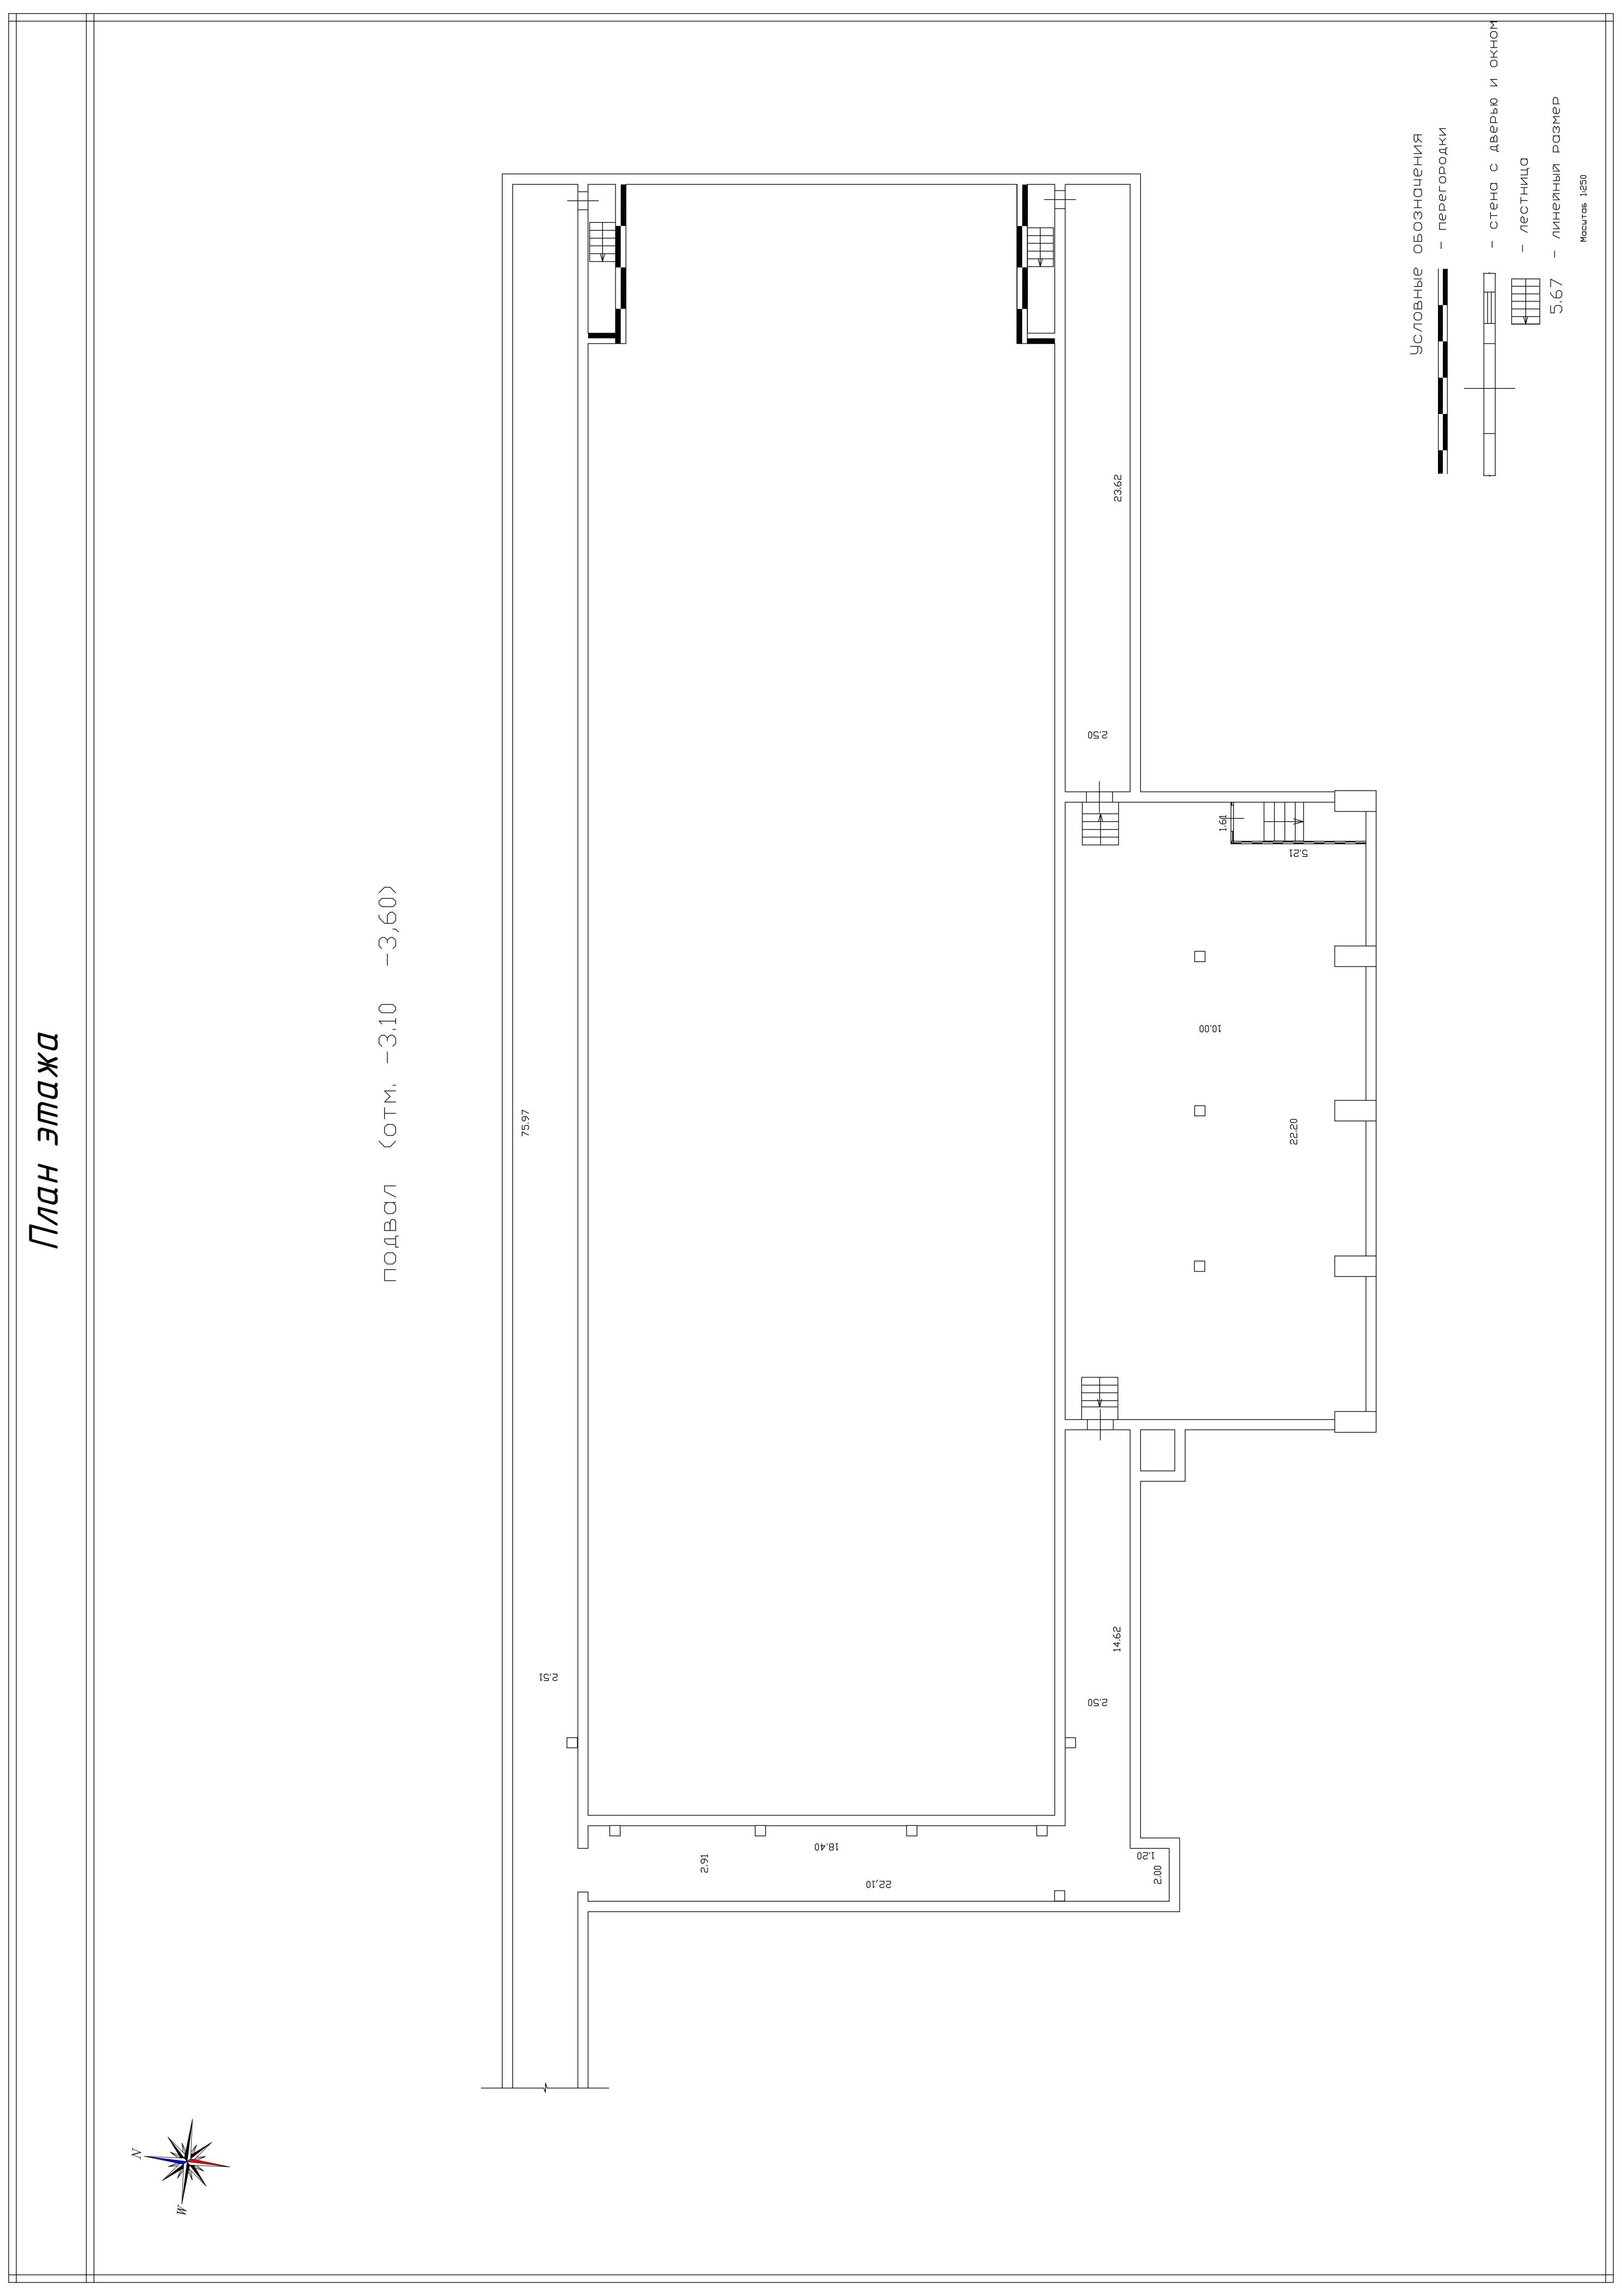 План этажа
подвал (отм. -3.10 -3,60)
Условные обозначения
- перегородки
- стена с дверью и окном
- лестница
5.67 - линейный размер
Масштаб 1:250
75.97
2.51
23.62
2.50
1.61
5.21
10.00
22.20
14.62
2.50
18.40
2.91
22,10
1.20
2.00
N
W